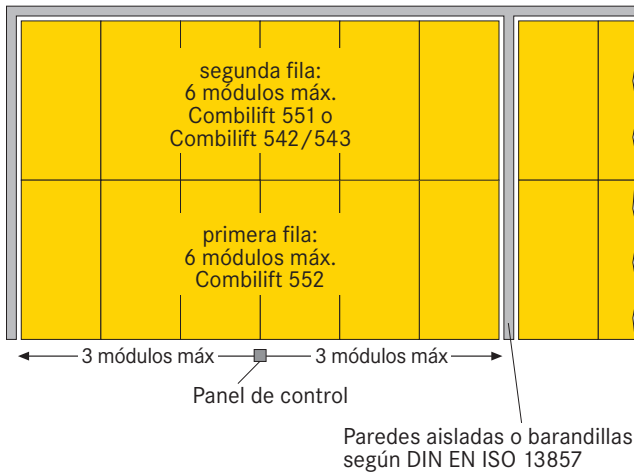 segunda fila:
6 módulos máx.
Combilift 551 o
Combilift 542/543
primera fila:
6 módulos máx.
Combilift 552
3 módulos máx
3 módulos máx
Panel de control
Paredes aisladas o barandillas
según DIN EN ISO 13857